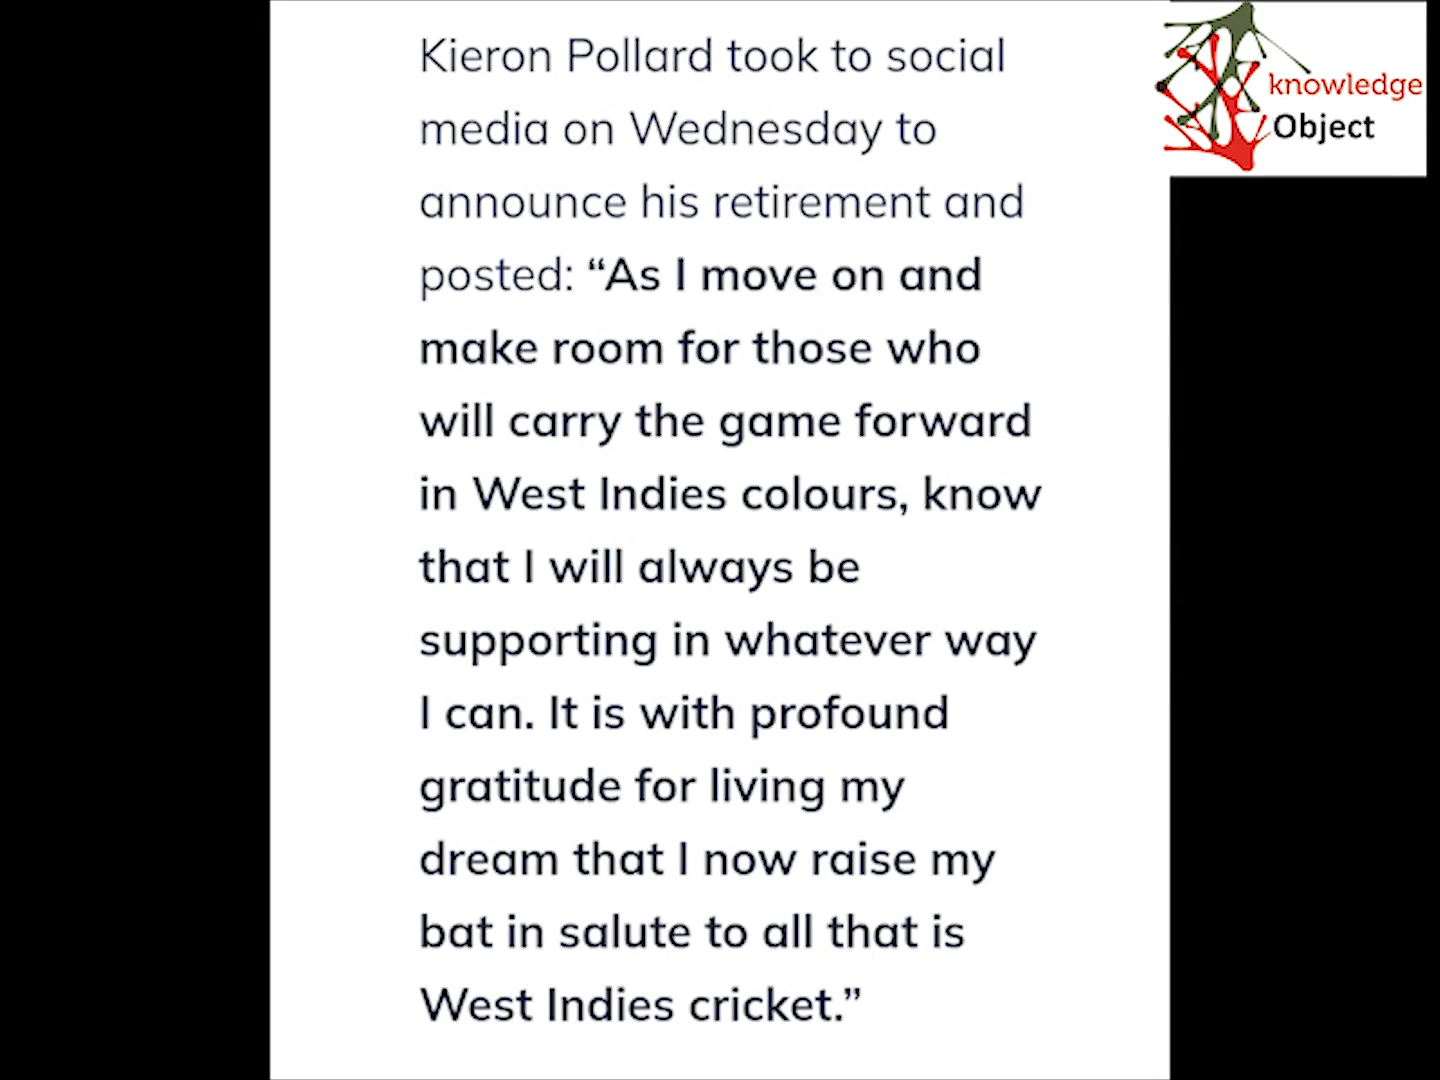 Kieron Pollard took to social
media on Wednesday to
announce his retirement and
posted: “As I move on and
make room for those who
will carry the game forward
in West Indies colours, know
that I will always be
supporting in whatever way
I can. It is with profound
gratitude for living my
dream that I now raise my
bat in salute to all that is
West Indies cricket.”
knowledge
Object